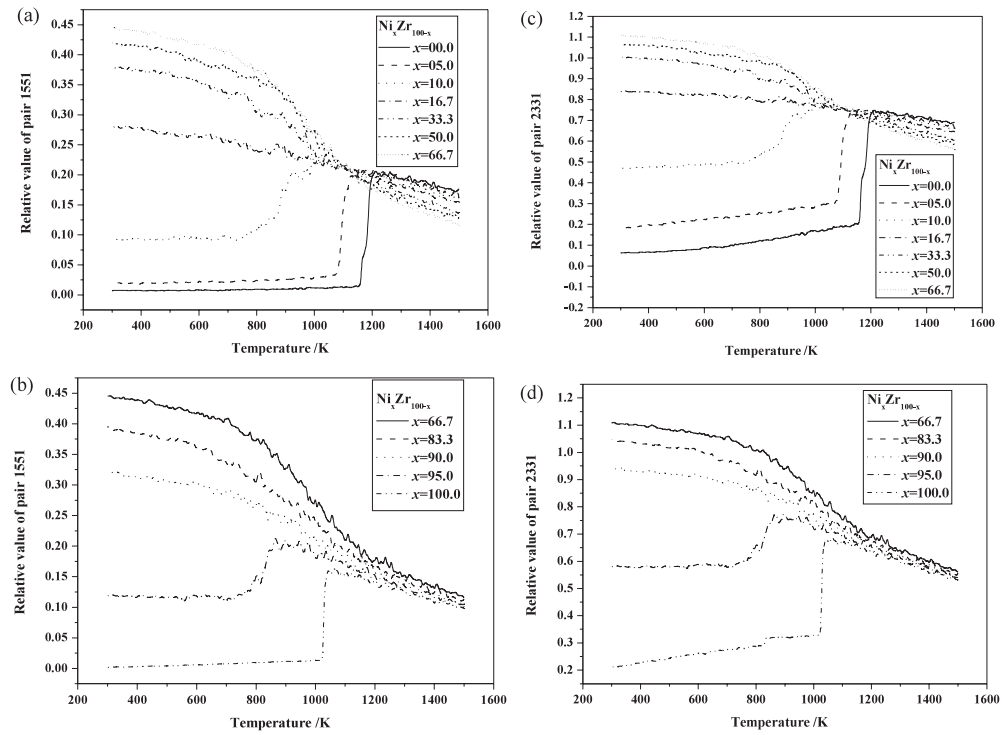 (a)
Relative value of pair 1551
0.45
0.40
0.35
0.30
0.25
0.20
0.15
0.10
0.05
0.00
NiₓZr₁₀₀₋ₓ
x=00.0
x=05.0
x=10.0
x=16.7
x=33.3
x=50.0
x=66.7
200 400 600 800 1000 1200 1400 1600
Temperature /K
(c)
Relative value of pair 2331
1.2
1.1
1.0
0.9
0.8
0.7
0.6
0.5
0.4
0.3
0.2
0.1
0.0
-0.1
-0.2
NiₓZr₁₀₀₋ₓ
x=00.0
x=05.0
x=10.0
x=16.7
x=33.3
x=50.0
x=66.7
200 400 600 800 1000 1200 1400 1600
Temperature /K
(b)
Relative value of pair 1551
0.45
0.40
0.35
0.30
0.25
0.20
0.15
0.10
0.05
0.00
NiₓZr₁₀₀₋ₓ
x=66.7
x=83.3
x=90.0
x=95.0
x=100.0
200 400 600 800 1000 1200 1400 1600
Temperature /K
(d)
Relative value of pair 2331
1.2
1.1
1.0
0.9
0.8
0.7
0.6
0.5
0.4
0.3
0.2
NiₓZr₁₀₀₋ₓ
x=66.7
x=83.3
x=90.0
x=95.0
x=100.0
200 400 600 800 1000 1200 1400 1600
Temperature /K